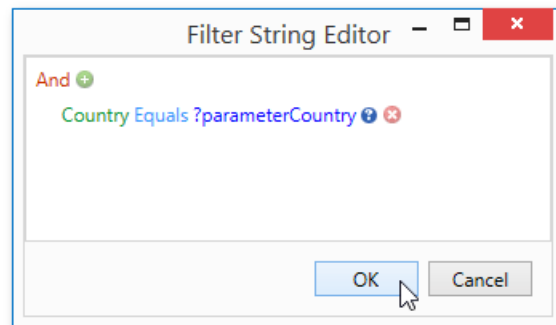 Filter String Editor
And
Country Equals ?parameterCountry
OK Cancel